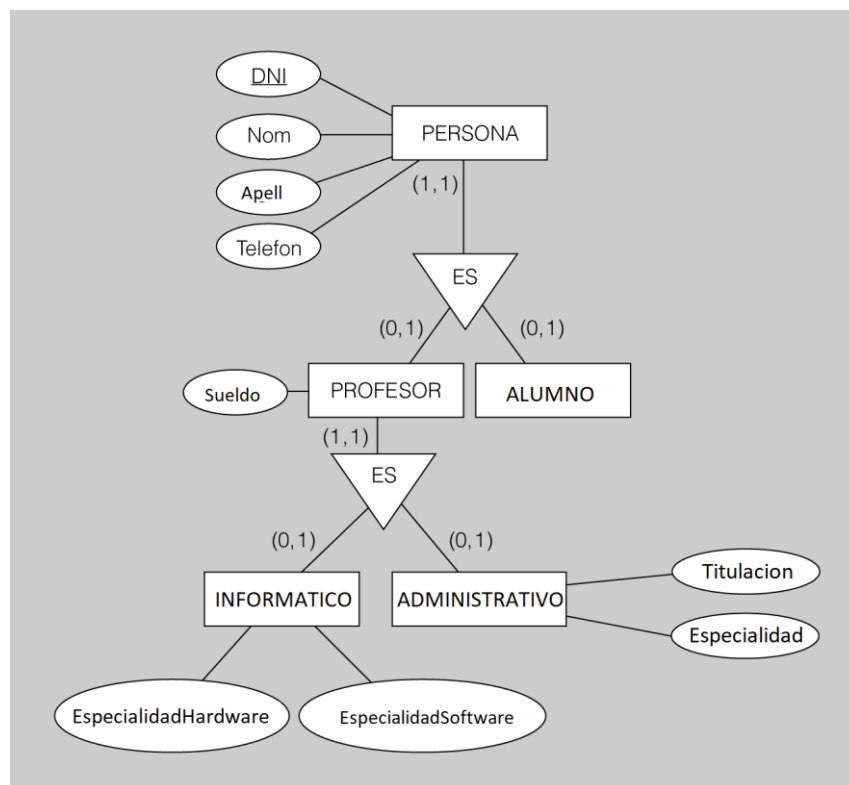 DNI
PERSONA
Nom
Apell
(1,1)
Telefon
ES
(0,1)
(0,1)
Sueldo
PROFESOR
ALUMNO
(1,1)
ES
(0,1)
(0,1)
INFORMATICO
ADMINISTRATIVO
Titulacion
Especialidad
EspecialidadHardware
EspecialidadSoftware